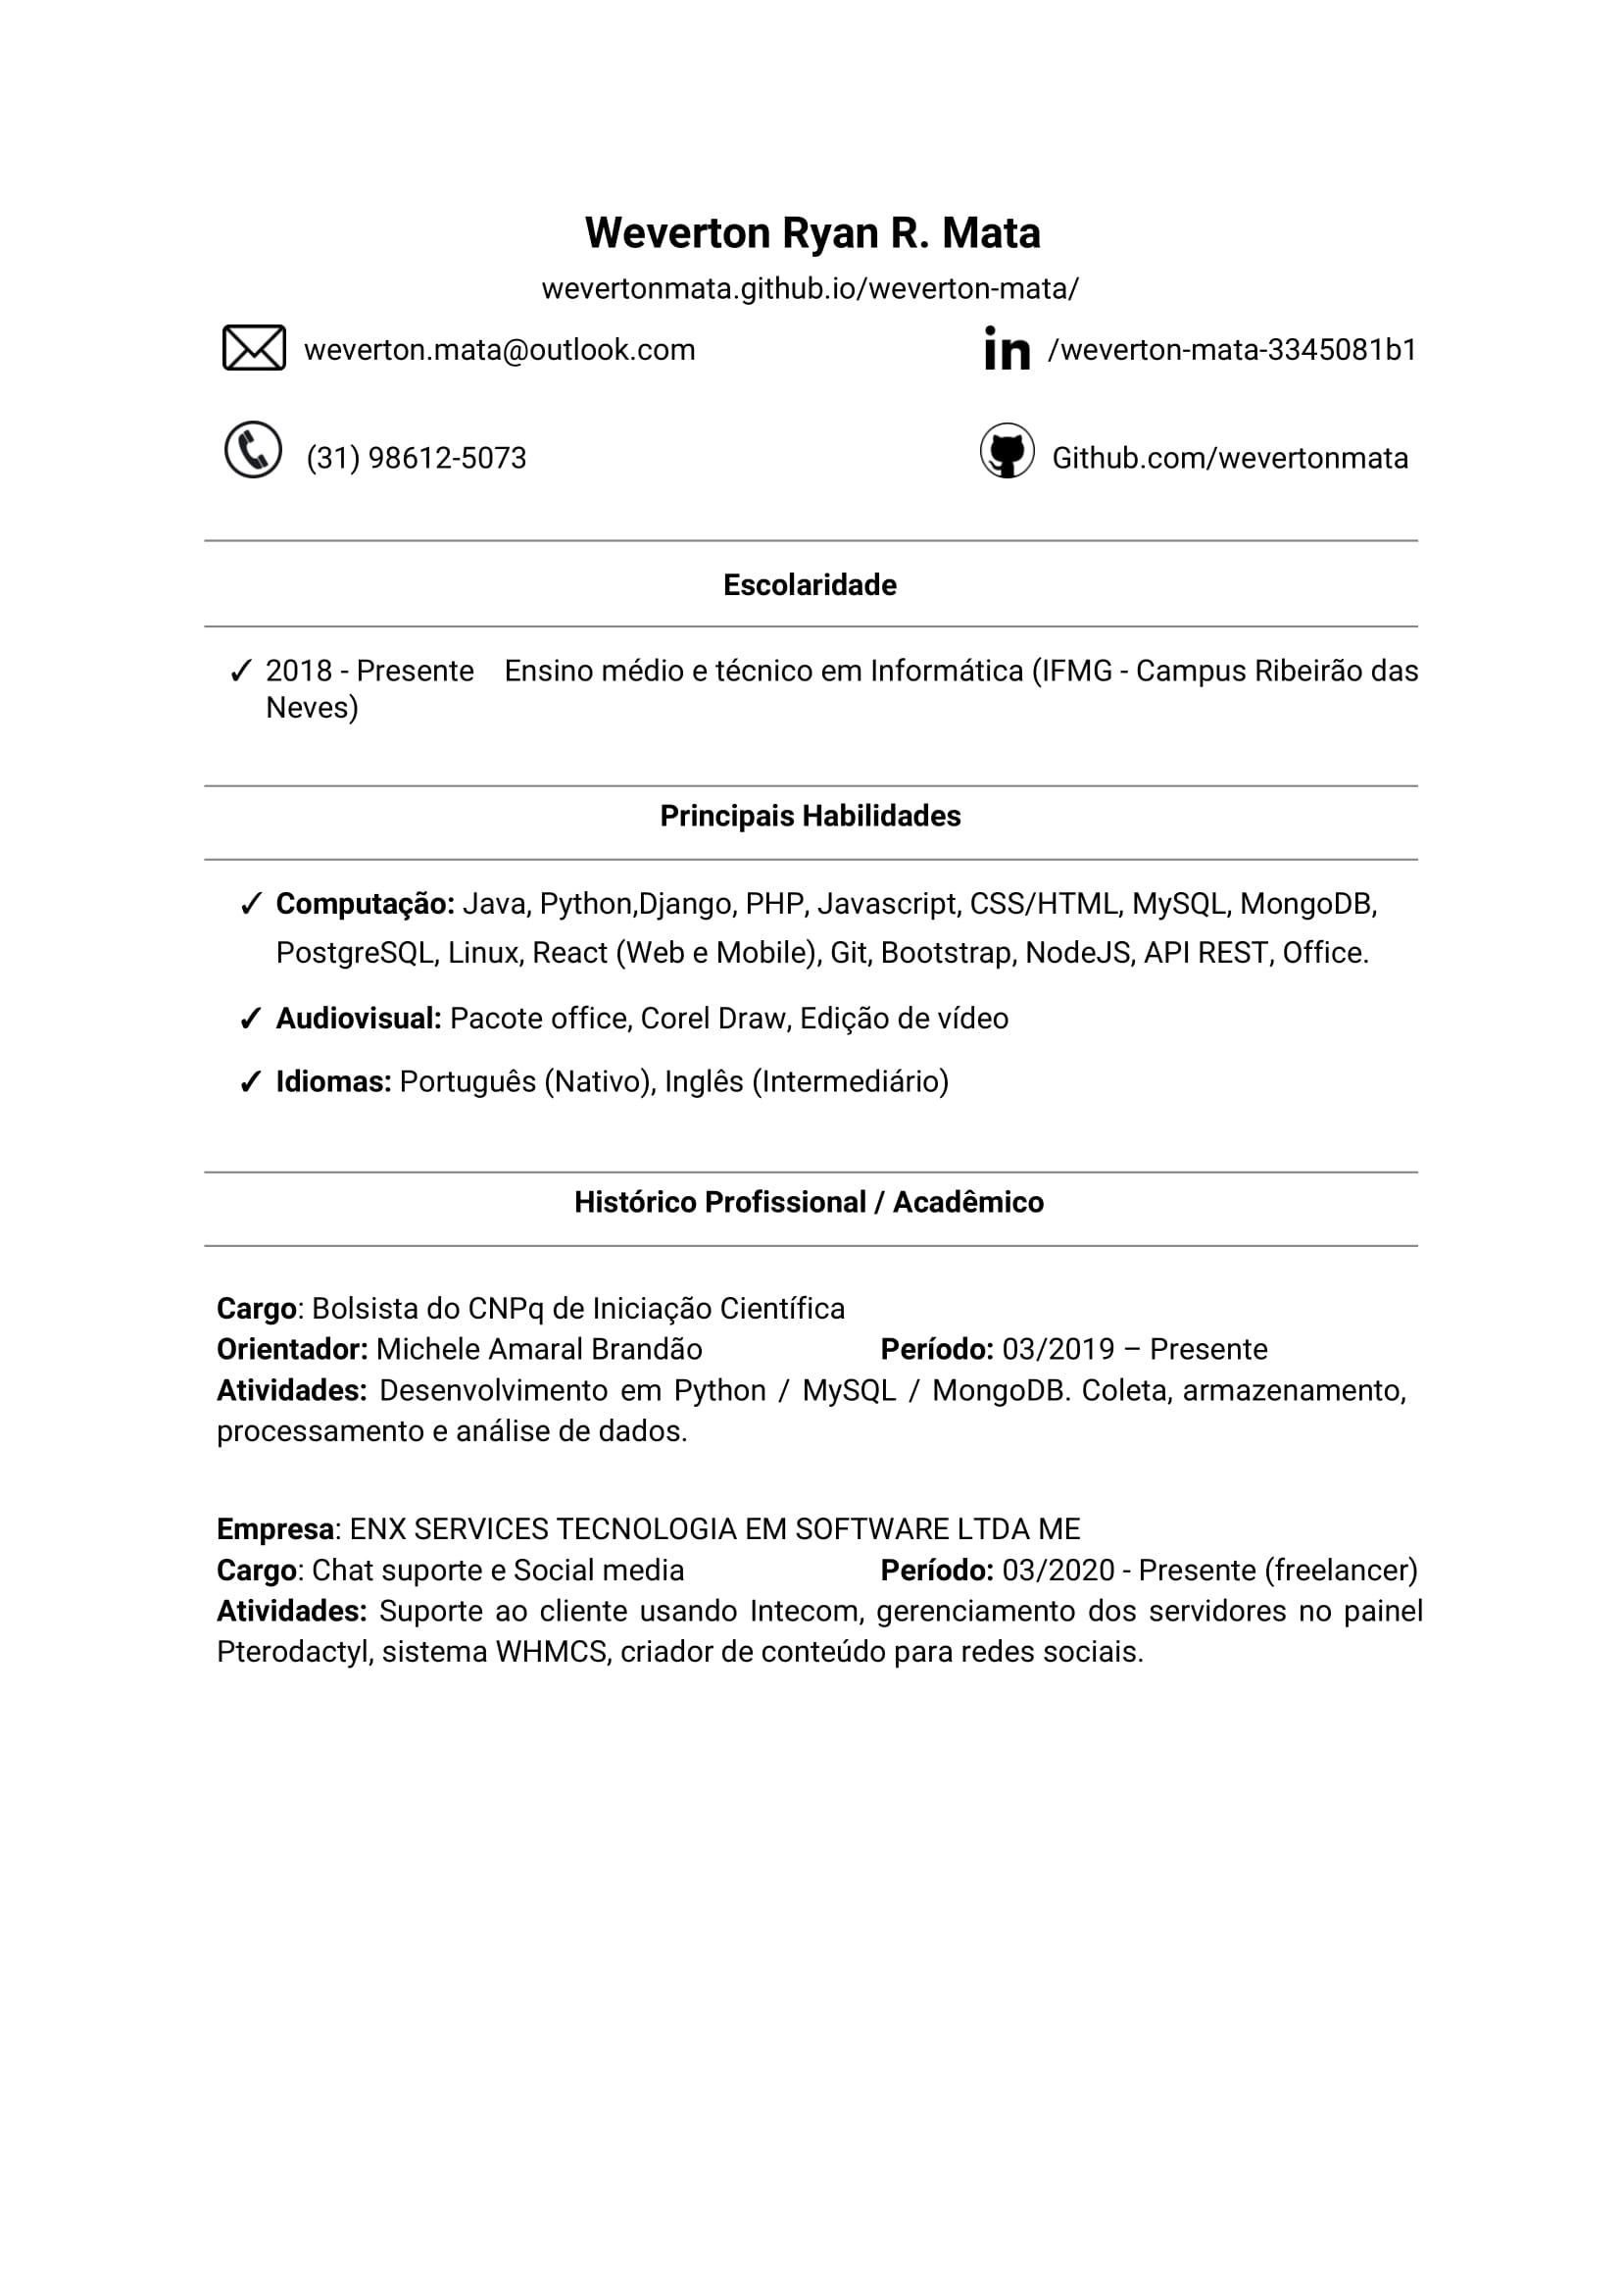 Weverton Ryan R. Mata
wevertonmata.github.io/weverton-mata/
weverton.mata@outlook.com
in /weverton-mata-3345081b1
(31) 98612-5073
Github.com/wevertonmata
Escolaridade
✓ 2018 - Presente Ensino médio e técnico em Informática (IFMG - Campus Ribeirão das
Neves)
Principais Habilidades
✓ Computação: Java, Python,Django, PHP, Javascript, CSS/HTML, MySQL, MongoDB,
PostgreSQL, Linux, React (Web e Mobile), Git, Bootstrap, NodeJS, API REST, Office.
✓ Audiovisual: Pacote office, Corel Draw, Edição de vídeo
✓ Idiomas: Português (Nativo), Inglês (Intermediário)
Histórico Profissional / Acadêmico
Cargo: Bolsista do CNPq de Iniciação Científica
Orientador: Michele Amaral Brandão Período: 03/2019 – Presente
Atividades: Desenvolvimento em Python / MySQL / MongoDB. Coleta, armazenamento,
processamento e análise de dados.
Empresa: ENX SERVICES TECNOLOGIA EM SOFTWARE LTDA ME
Cargo: Chat suporte e Social media Período: 03/2020 - Presente (freelancer)
Atividades: Suporte ao cliente usando Intecom, gerenciamento dos servidores no painel
Pterodactyl, sistema WHMCS, criador de conteúdo para redes sociais.